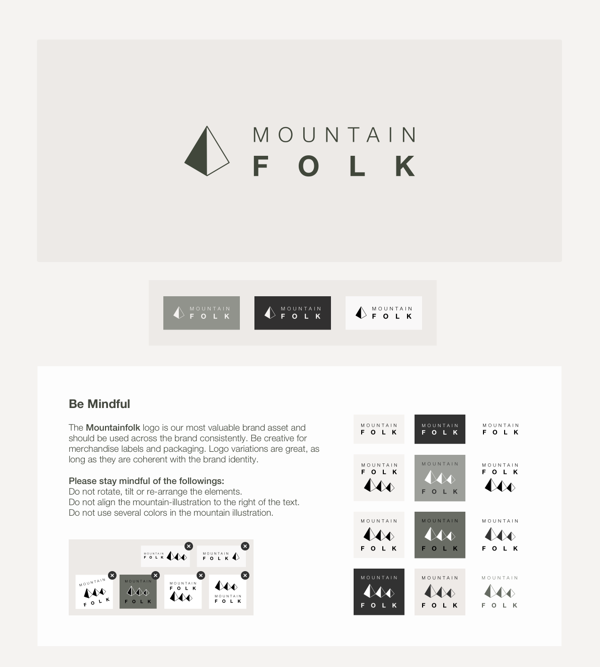 MOUNTAIN
FOLK
MOUNTAIN
FOLK
MOUNTAIN
FOLK
MOUNTAIN
FOLK
Be Mindful
The Mountainfolk logo is our most valuable brand asset and
should be used across the brand consistently. Be creative for
merchandise labels and packaging. Logo variations are great, as
long as they are coherent with the brand identity.
Please stay mindful of the followings:
Do not rotate, tilt or re-arrange the elements.
Do not align the mountain-illustration to the right of the text.
Do not use several colors in the mountain illustration.
MOUNTAIN
FOLK
MOUNTAIN
FOLK
MOUNTAIN
FOLK
MOUNTAIN
FOLK
MOUNTAIN
FOLK
MOUNTAIN
FOLK
MOUNTAIN
FOLK
MOUNTAIN
FOLK
MOUNTAIN
FOLK
MOUNTAIN
FOLK
MOUNTAIN
FOLK
MOUNTAIN
FOLK
MOUNTAIN
FOLK
MOUNTAIN
FOLK
MOUNTAIN
FOLK
MOUNTAIN
FOLK
MOUNTAIN
FOLK
MOUNTAIN
FOLK